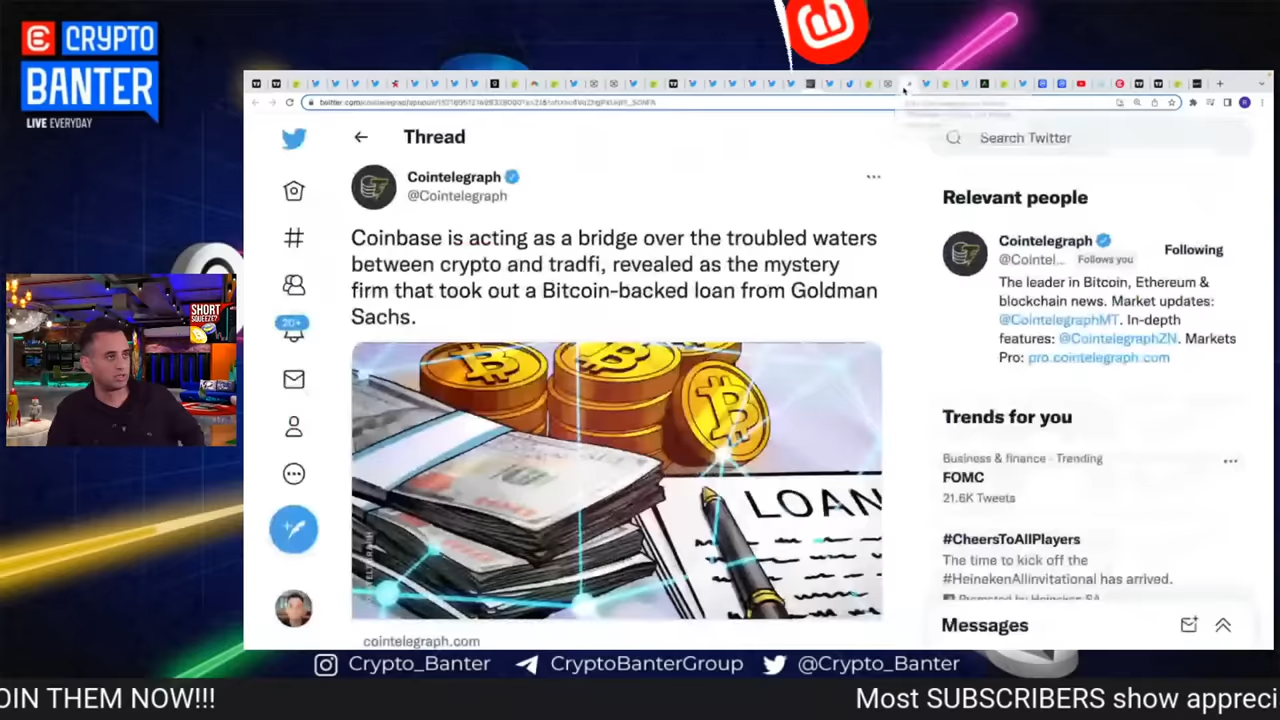 CRYPTO
BANTER
LIVE EVERYDAY
SHORT
SQUEEZE?
Thread
Search Twitter
Cointelegraph
@Cointelegraph
Coinbase is acting as a bridge over the troubled waters
between crypto and tradfi, revealed as the mystery
firm that took out a Bitcoin-backed loan from Goldman
Sachs.
20+
LOAN
cointelegraph.com
Relevant people
Cointelegraph
@Cointel... Follows you
Following
The leader in Bitcoin, Ethereum &
blockchain news. Market updates:
@CointelegraphMT. In-depth
features: @CointelegraphZN. Markets
Pro: pro.cointelegraph.com
Trends for you
Business & finance · Trending
FOMC
21.6K Tweets
#CheersToAllPlayers
The time to kick off the
#HeinekenAllinvitational has arrived.
Promoted by Heineken SA
Messages
Crypto_Banter CryptoBanterGroup @Crypto_Banter
OIN THEM NOW!!! Most SUBSCRIBERS show appreci